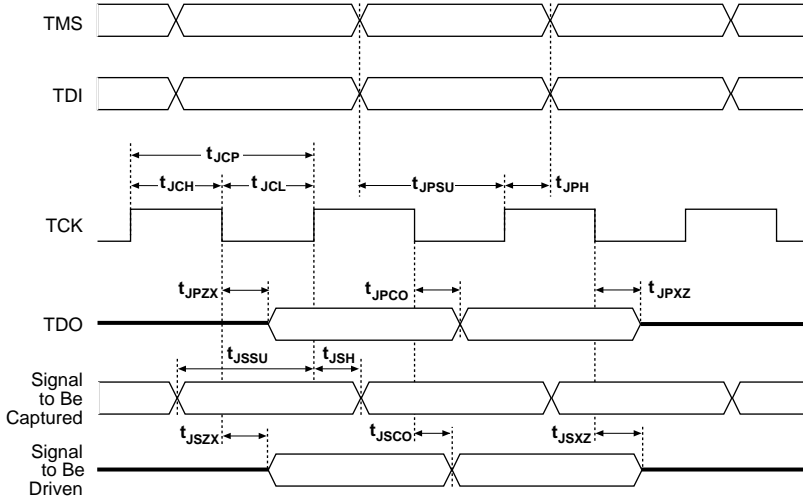 TMS
TDI
tJCP
tJCH
tJCL
tJPSU
tJPH
TCK
tJPZX
tJPCO
tJPXZ
TDO
tJSSU
tJSH
Signal
to Be
Captured
tJSZX
tJSCO
tJSXZ
Signal
to Be
Driven